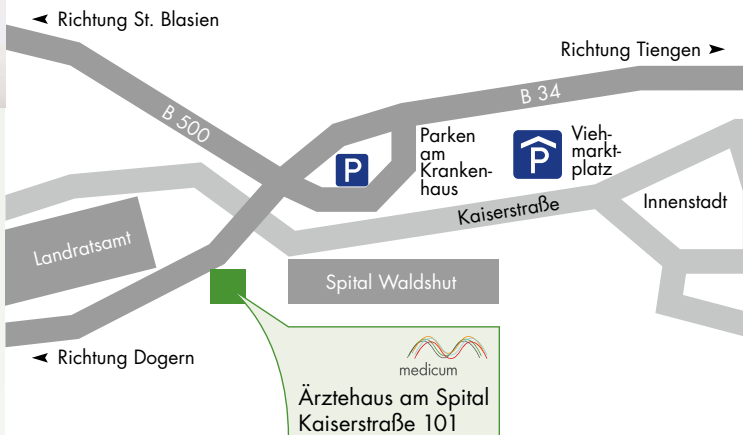 ◄ Richtung St. Blasien
Richtung Tiengen ►
B 500
B 34
P
Parken
am
Kranken-
haus
P
Vieh-
markt-
platz
Kaiserstraße
Innenstadt
Landratsamt
Spital Waldshut
◄ Richtung Dogern
medicum
Ärztehaus am Spital
Kaiserstraße 101